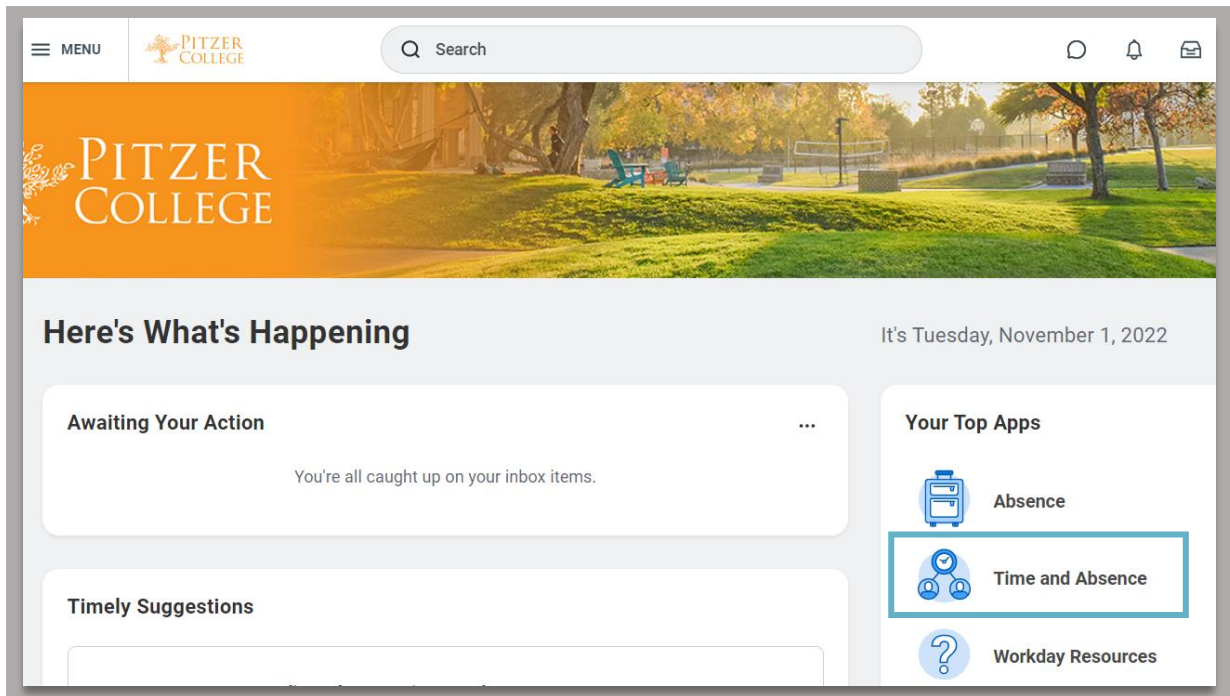 MENU
PITZER
COLLEGE
Search
PITZER
COLLEGE
Here's What's Happening
It's Tuesday, November 1, 2022
Awaiting Your Action
...
You're all caught up on your inbox items.
Your Top Apps
Absence
Time and Absence
Timely Suggestions
Workday Resources